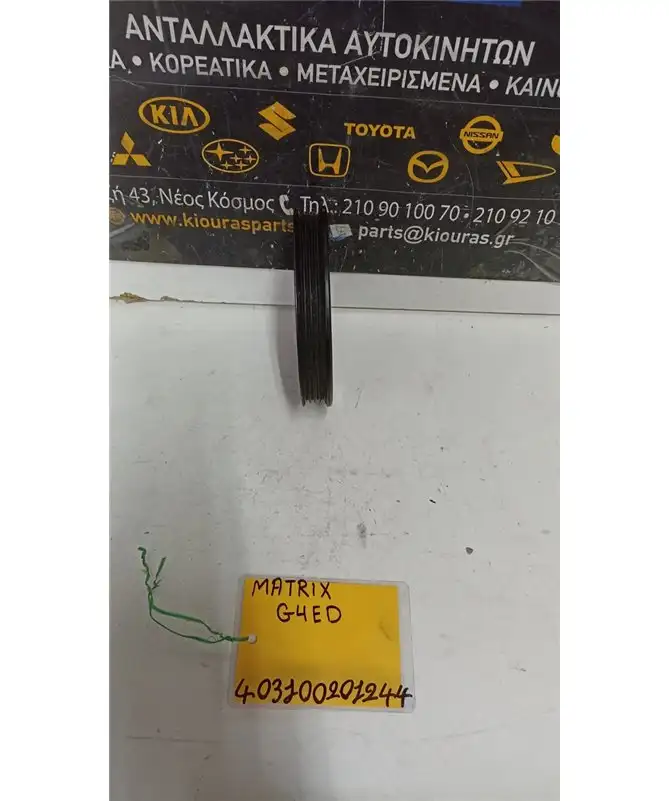 ΑΝΤΑΛΛΑΚΤΙΚΑ ΑΥΤΟΚΙΝΗΤΩΝ
• ΚΟΡΕΑΤΙΚΑ • ΜΕΤΑΧΕΙΡΙΣΜΕΝΑ •
KIA
TOYOTA
NISSAN
43, Νέος Κόσμος Τηλ.: 210 90 100 70 • 210 92 10
www.kiourasparts
parts@kiouras.gr
MATRIX
G4ED
403100201244